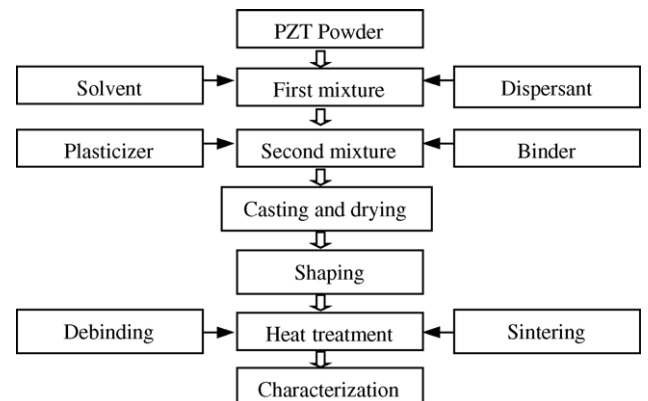 PZT Powder
Solvent
First mixture
Dispersant
Plasticizer
Second mixture
Binder
Casting and drying
Shaping
Debinding
Heat treatment
Sintering
Characterization